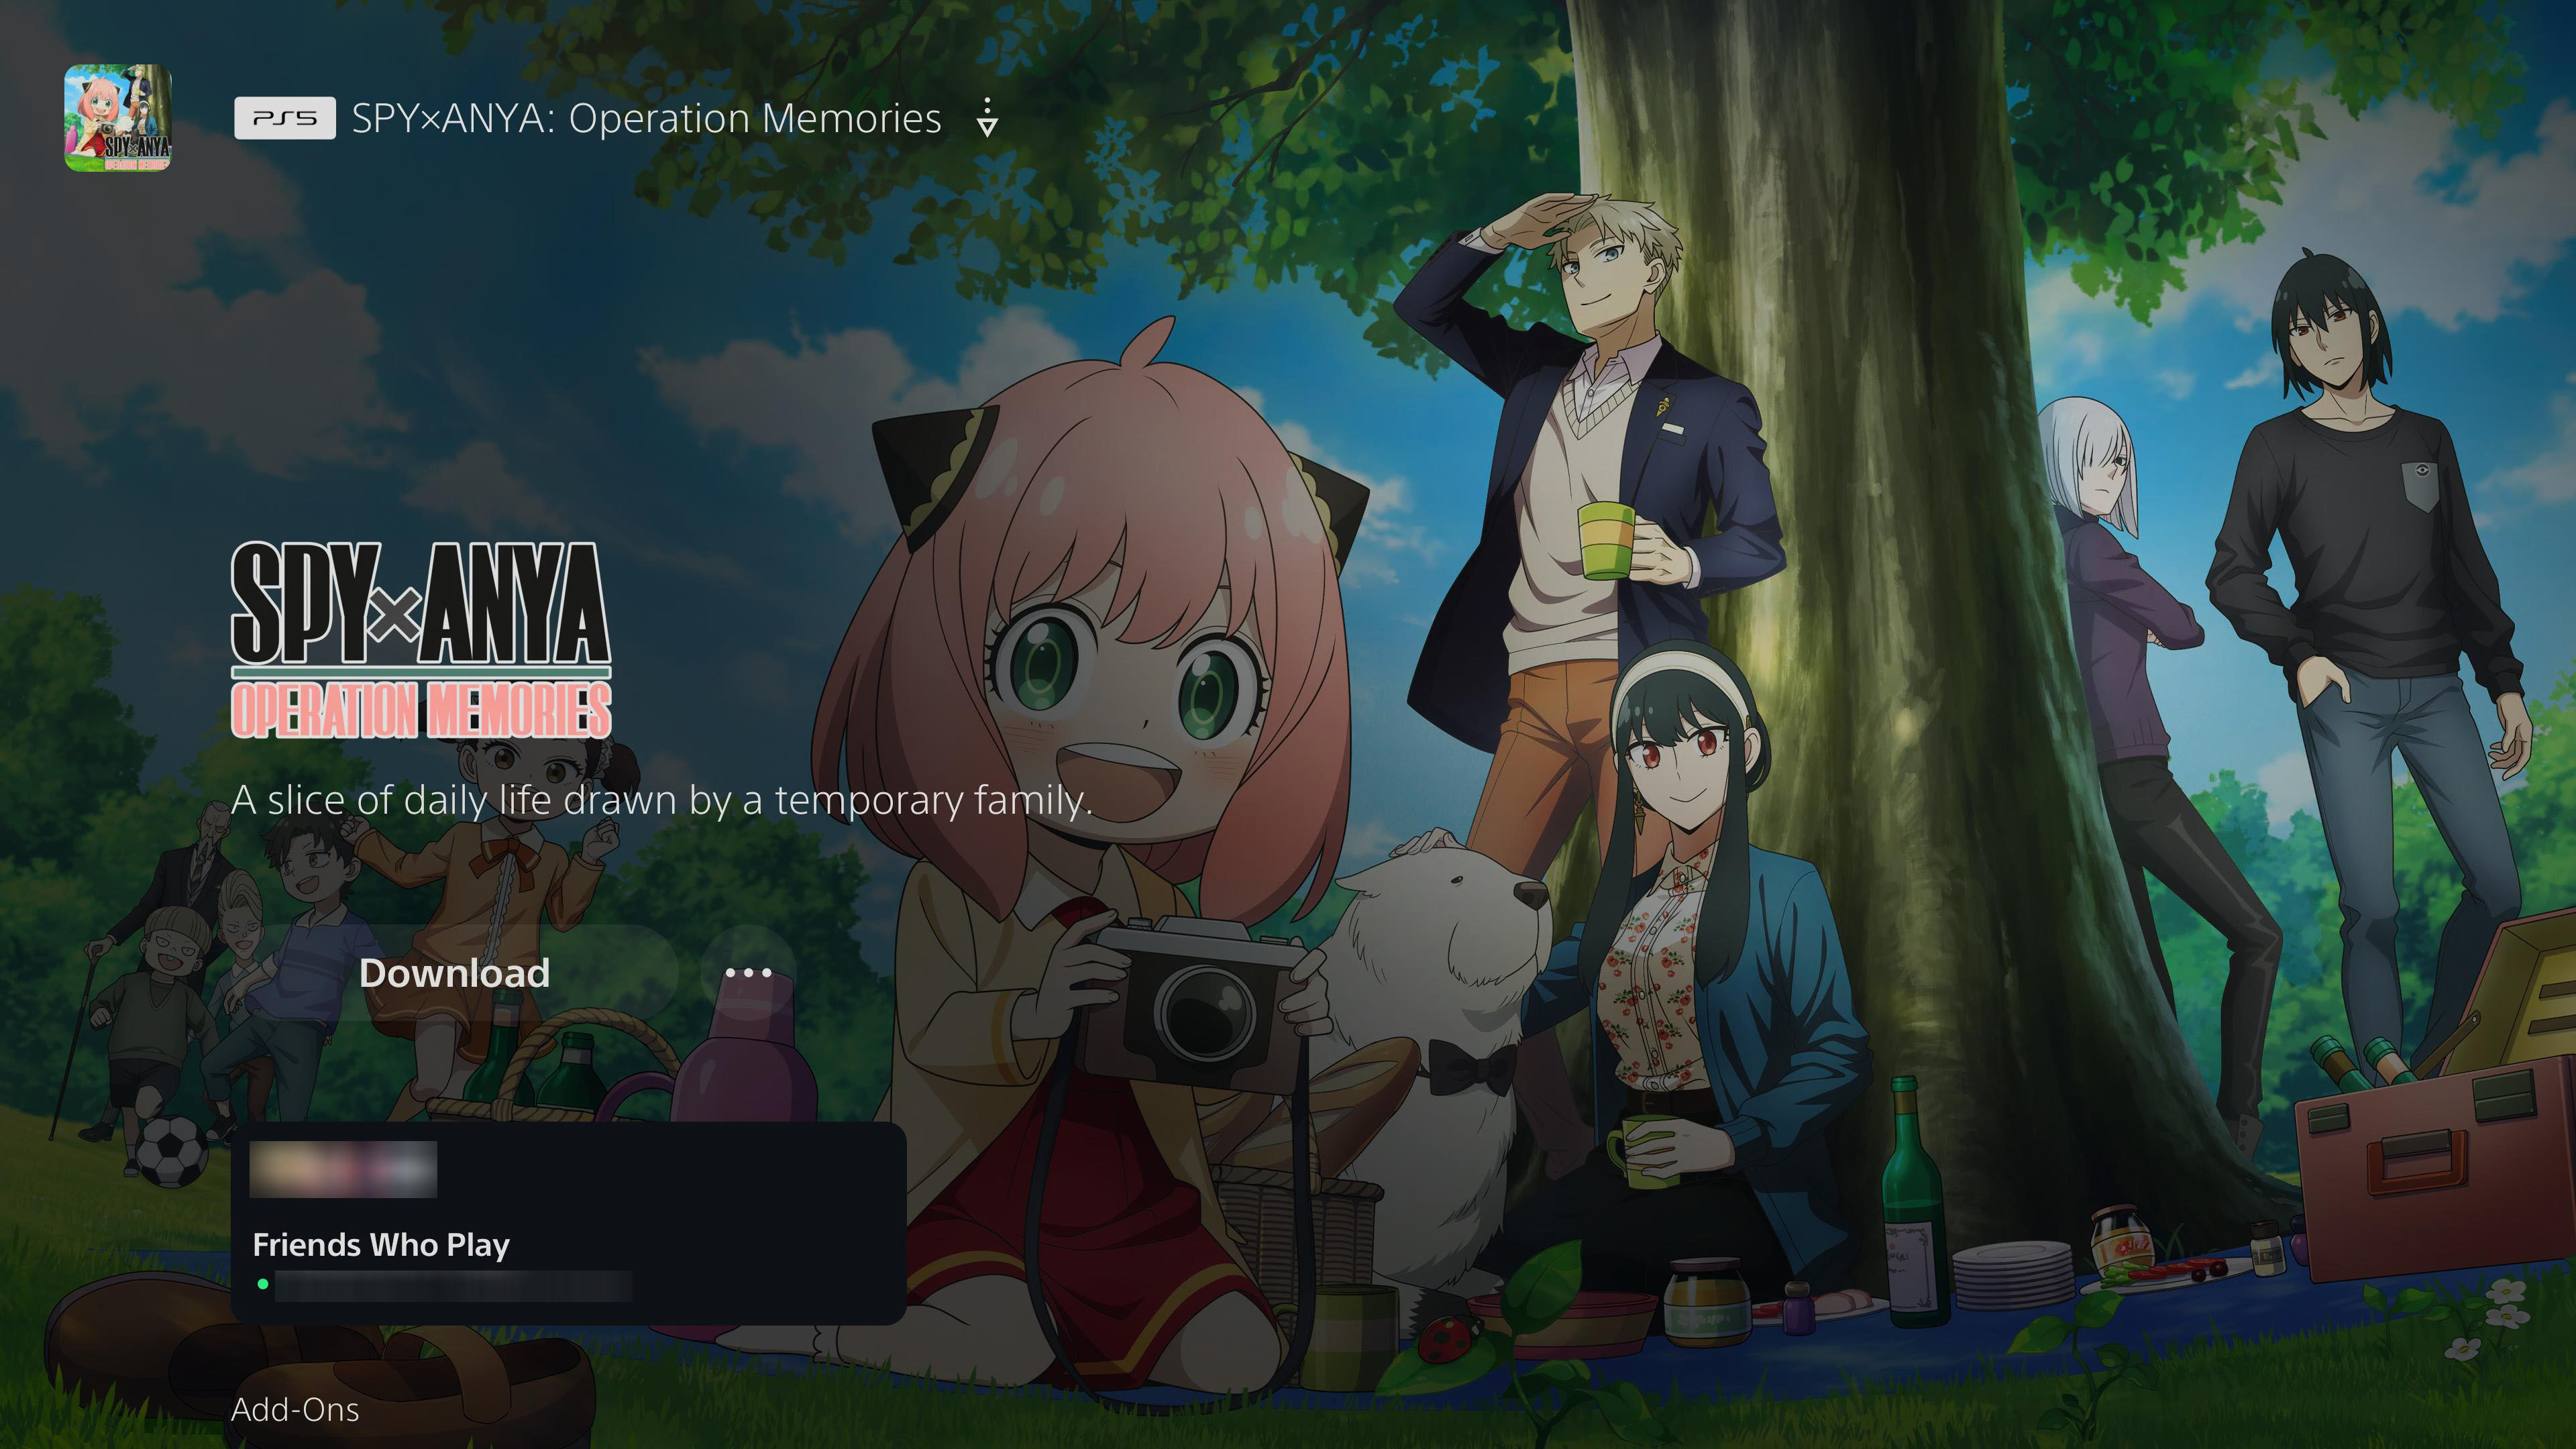 PS5 SPY×ANYA: Operation Memories
SPY×ANYA
OPERATION MEMORIES
SPY×ANYA
OPERATION MEMORIES
A slice of daily life drawn by a temporary family.
Download
Friends Who Play
Add-Ons